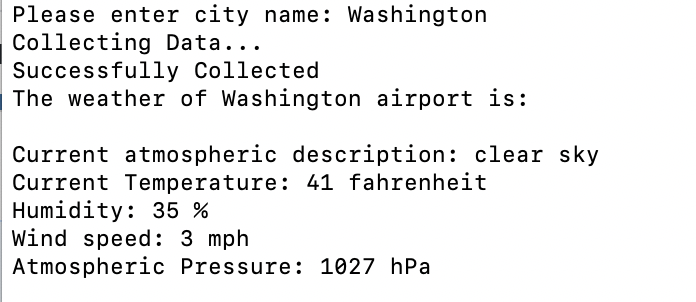 Please enter city name: Washington
Collecting Data...
Successfully Collected
The weather of Washington airport is:
Current atmospheric description: clear sky
Current Temperature: 41 fahrenheit
Humidity: 35 %
Wind speed: 3 mph
Atmospheric Pressure: 1027 hPa